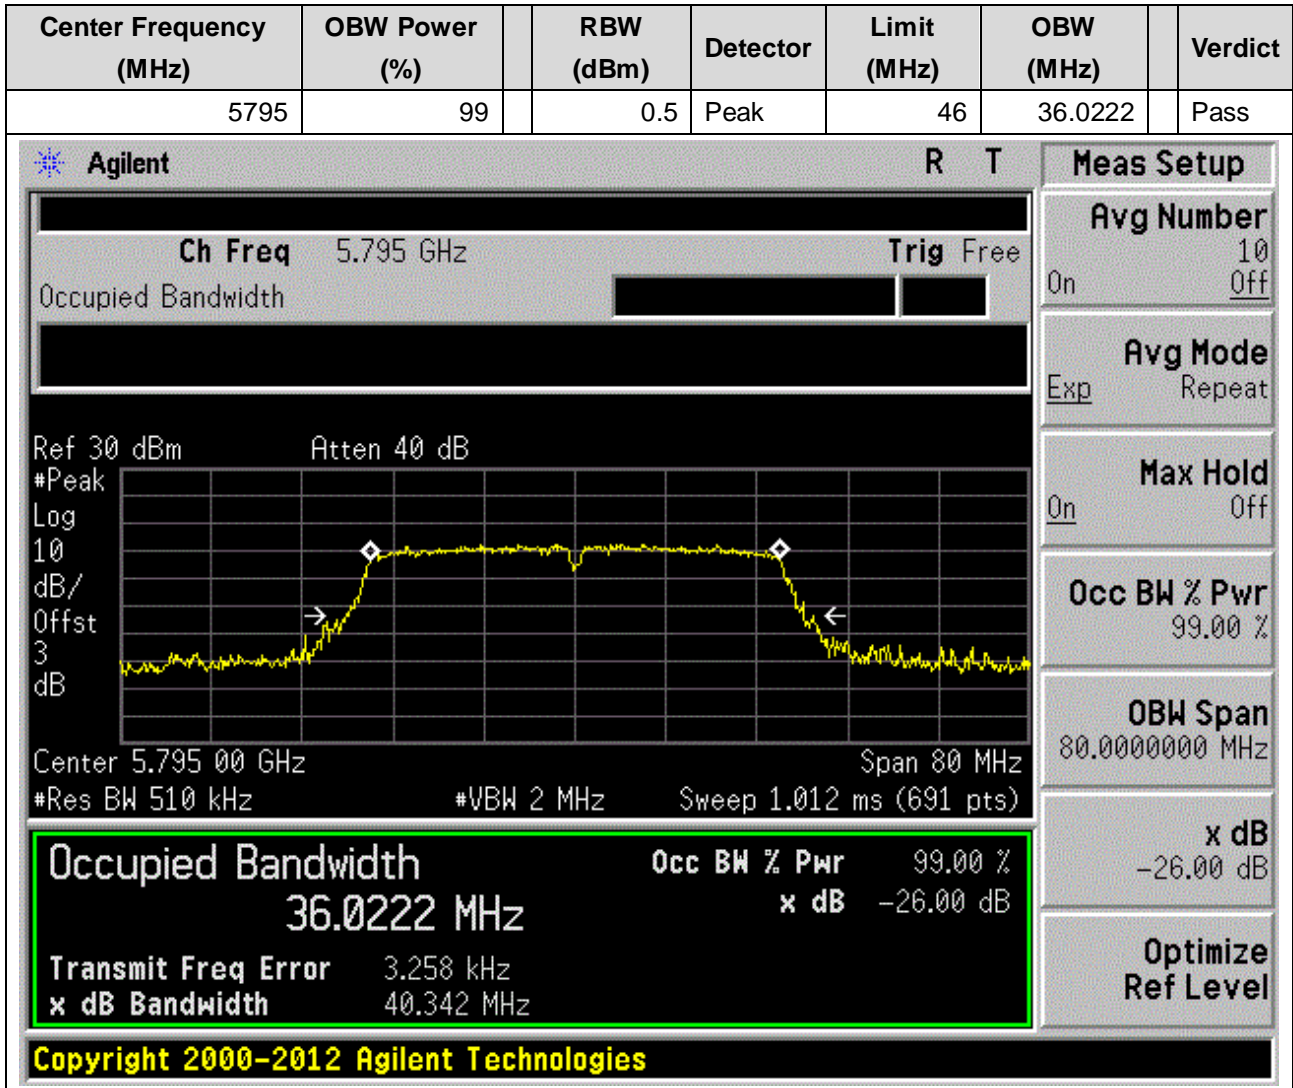 Center Frequency (MHz) OBW Power (%) RBW (dBm) Detector Limit (MHz) OBW (MHz) Verdict
5795 99 0.5 Peak 46 36.0222 Pass
Agilent R T
Ch Freq 5.795 GHz Trig Free
Occupied Bandwidth
Ref 30 dBm Atten 40 dB
#Peak
Log
10
dB/
Offst
3
dB
Center 5.795 00 GHz Span 80 MHz
#Res BW 510 kHz #VBW 2 MHz Sweep 1.012 ms (691 pts)
Occupied Bandwidth
36.0222 MHz
Occ BW % Pwr 99.00 %
x dB -26.00 dB
Transmit Freq Error 3.258 kHz
x dB Bandwidth 40.342 MHz
Copyright 2000-2012 Agilent Technologies
Meas Setup
Avg Number
10
On Off
Avg Mode
Exp Repeat
Max Hold
On Off
Occ BW % Pwr
99.00 %
OBW Span
80.0000000 MHz
x dB
-26.00 dB
Optimize
Ref Level